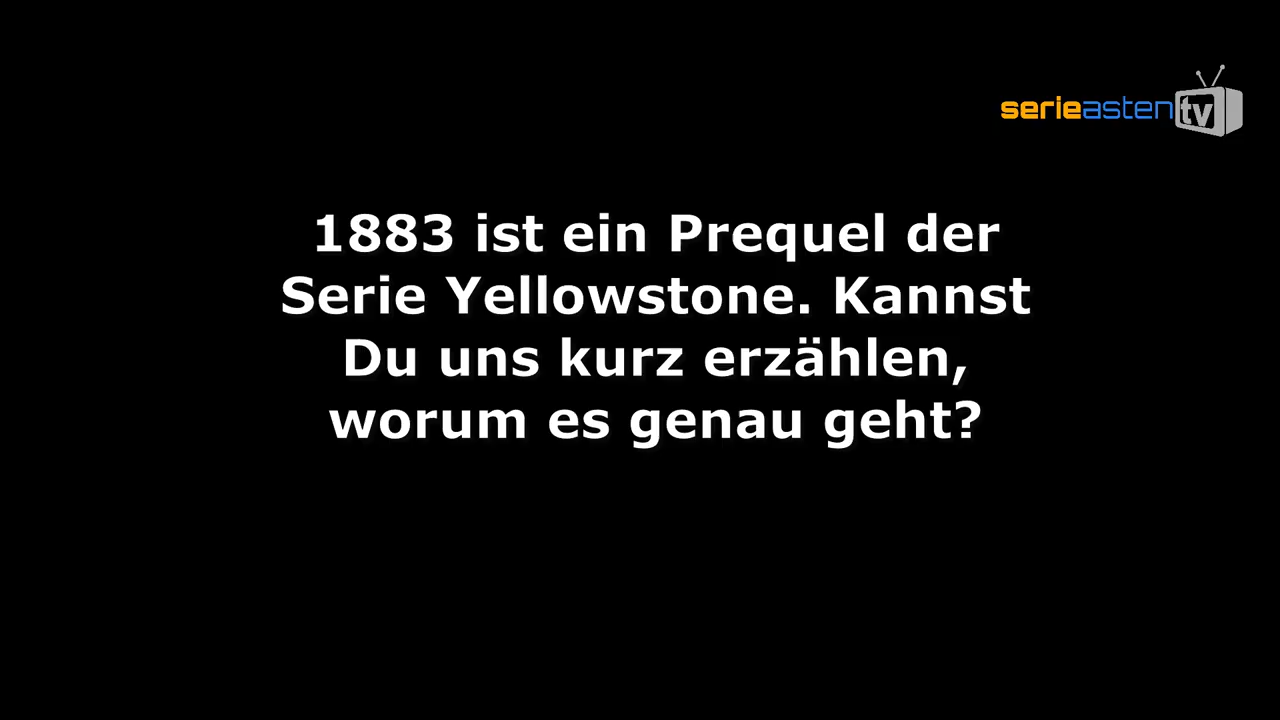 serieasten tv
1883 ist ein Prequel der
Serie Yellowstone. Kannst
Du uns kurz erzählen,
worum es genau geht?